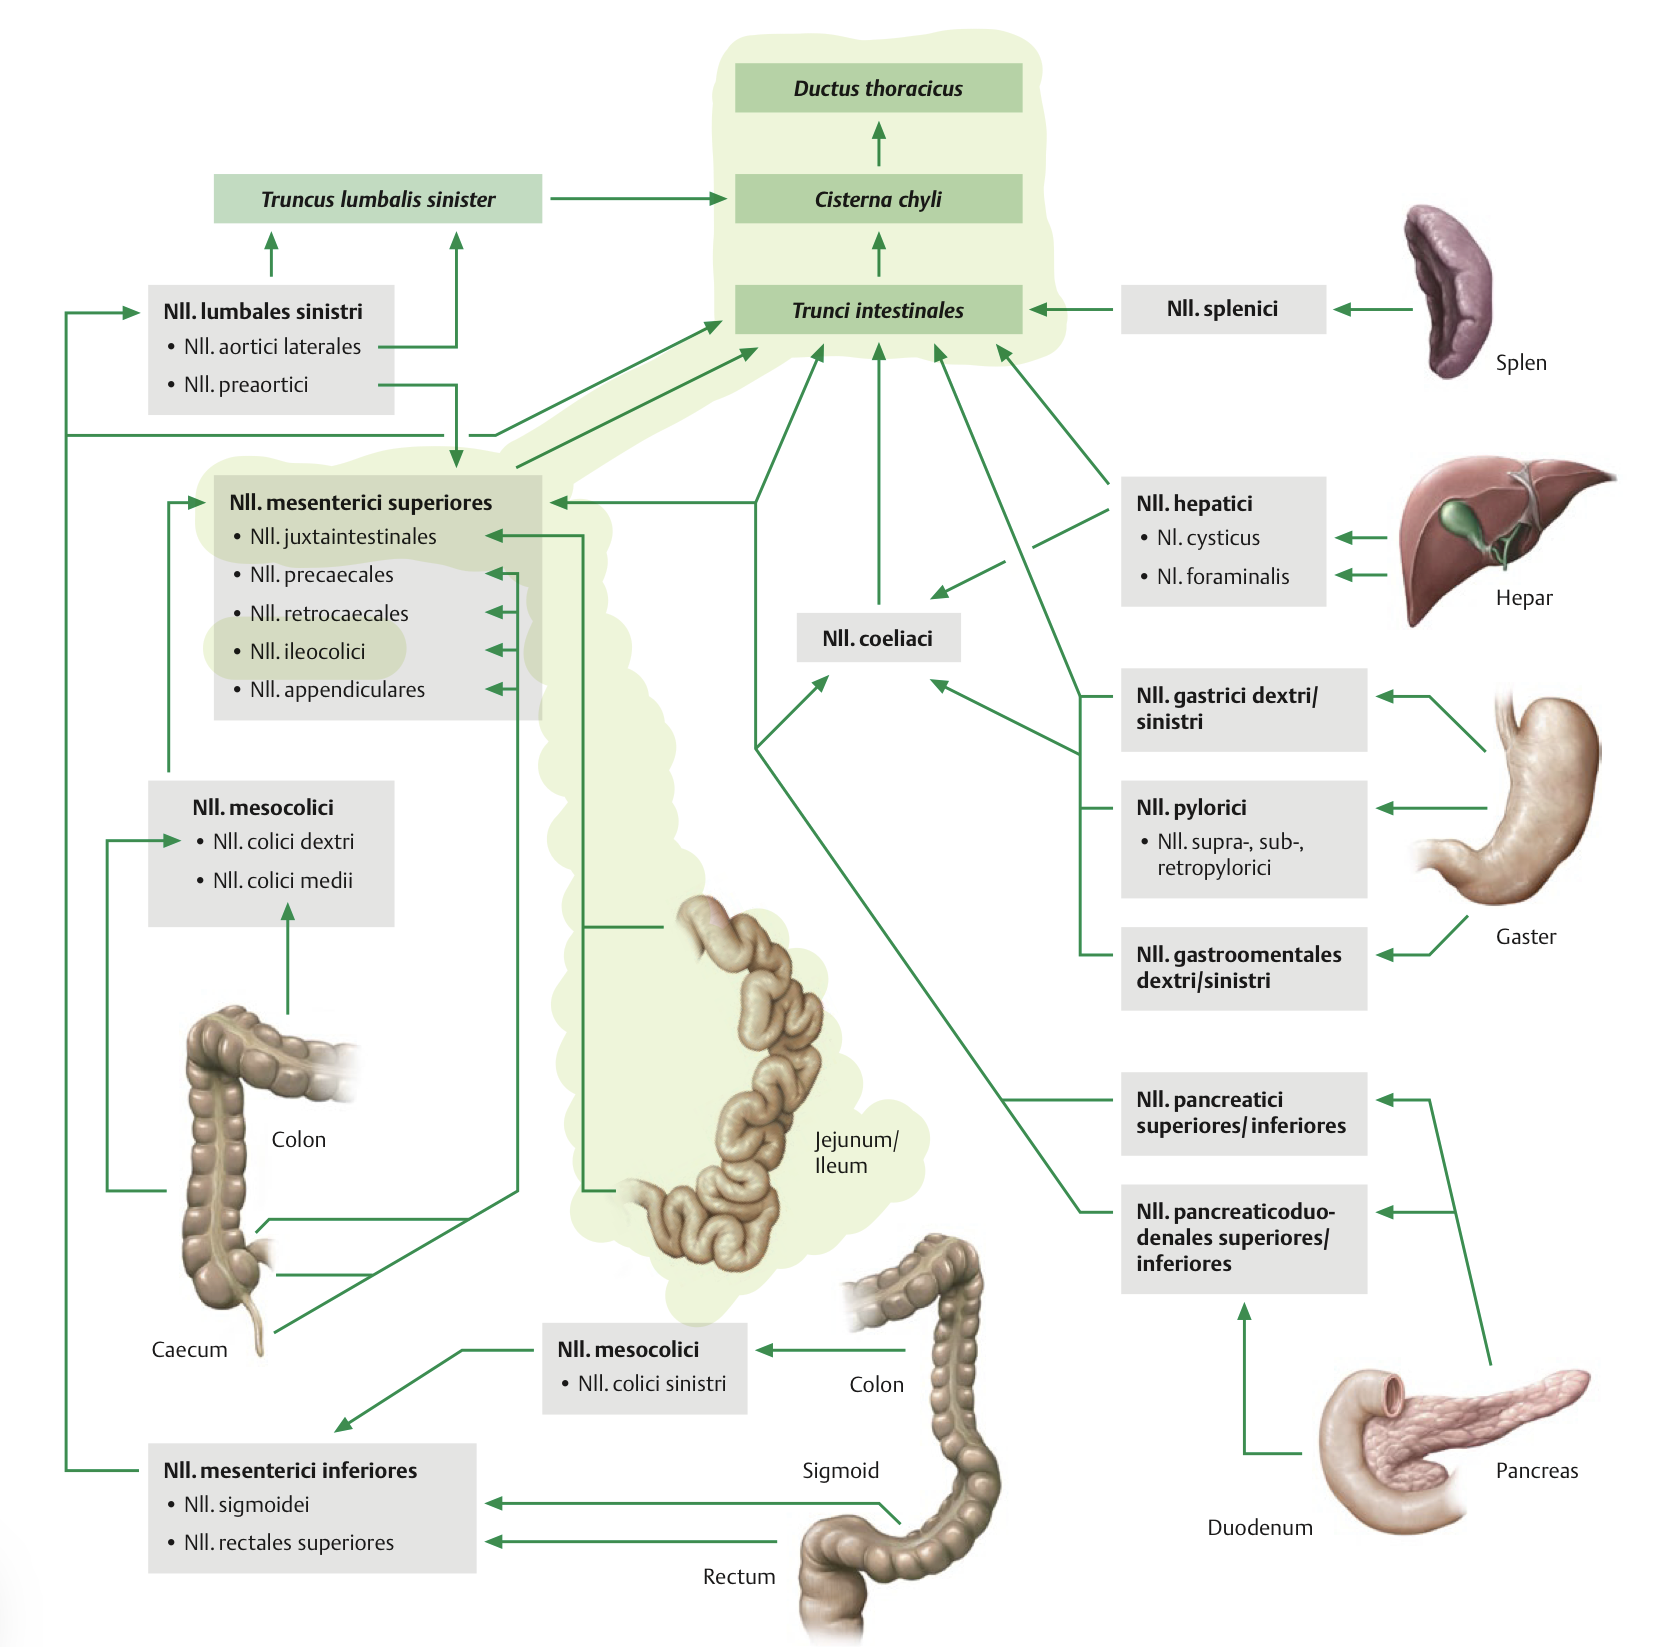 Ductus thoracicus
Truncus lumbalis sinister
Cisterna chyli
Nll. lumbales sinistri
• Nll. aortici laterales
• Nll. preaortici
Trunci intestinales
Nll. splenici
Splen
Nll. mesenterici superiores
• Nll. juxtaintestinales
• Nll. precaecales
• Nll. retrocaecales
• Nll. ileocolici
• Nll. appendiculares
Nll. hepatici
• Nl. cysticus
• Nl. foraminalis
Hepar
Nll. coeliaci
Nll. gastrici dextri/
sinistri
Nll. pylorici
• Nll. supra-, sub-,
retropylorici
Nll. gastroomentales
dextri/sinistri
Gaster
Nll. mesocolici
• Nll. colici dextri
• Nll. colici medii
Colon
Caecum
Jejunum/
Ileum
Nll. pancreatici
superiores/inferiores
Nll. pancreaticoduo-
denales superiores/
inferiores
Nll. mesocolici
• Nll. colici sinistri
Colon
Nll. mesenterici inferiores
• Nll. sigmoidei
• Nll. rectales superiores
Sigmoid
Rectum
Pancreas
Duodenum